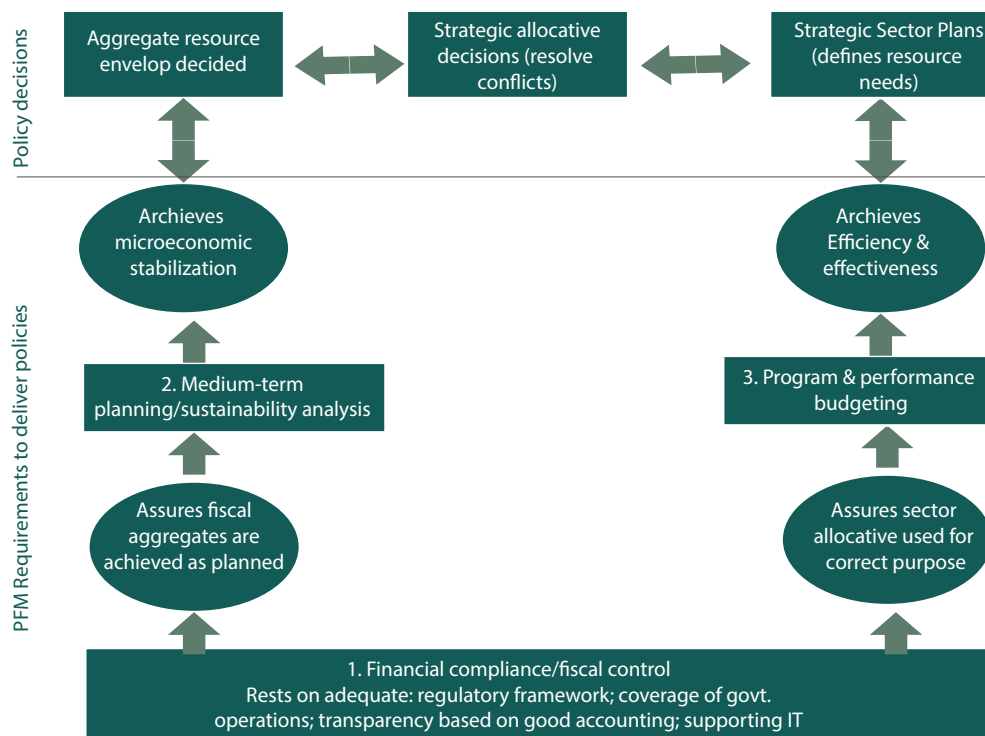 Policy decisions
Aggregate resource
envelop decided
Strategic allocative
decisions (resolve
conflicts)
Strategic Sector Plans
(defines resource
needs)
PFM Requirements to deliver policies
Archieves
microeconomic
stabilization
Archieves
Efficiency &
effectiveness
2. Medium-term
planning/sustainability analysis
3. Program & performance
budgeting
Assures fiscal
aggregates are
achieved as planned
Assures sector
allocative used for
correct purpose
1. Financial compliance/fiscal control
Rests on adequate: regulatory framework; coverage of govt.
operations; transparency based on good accounting; supporting IT